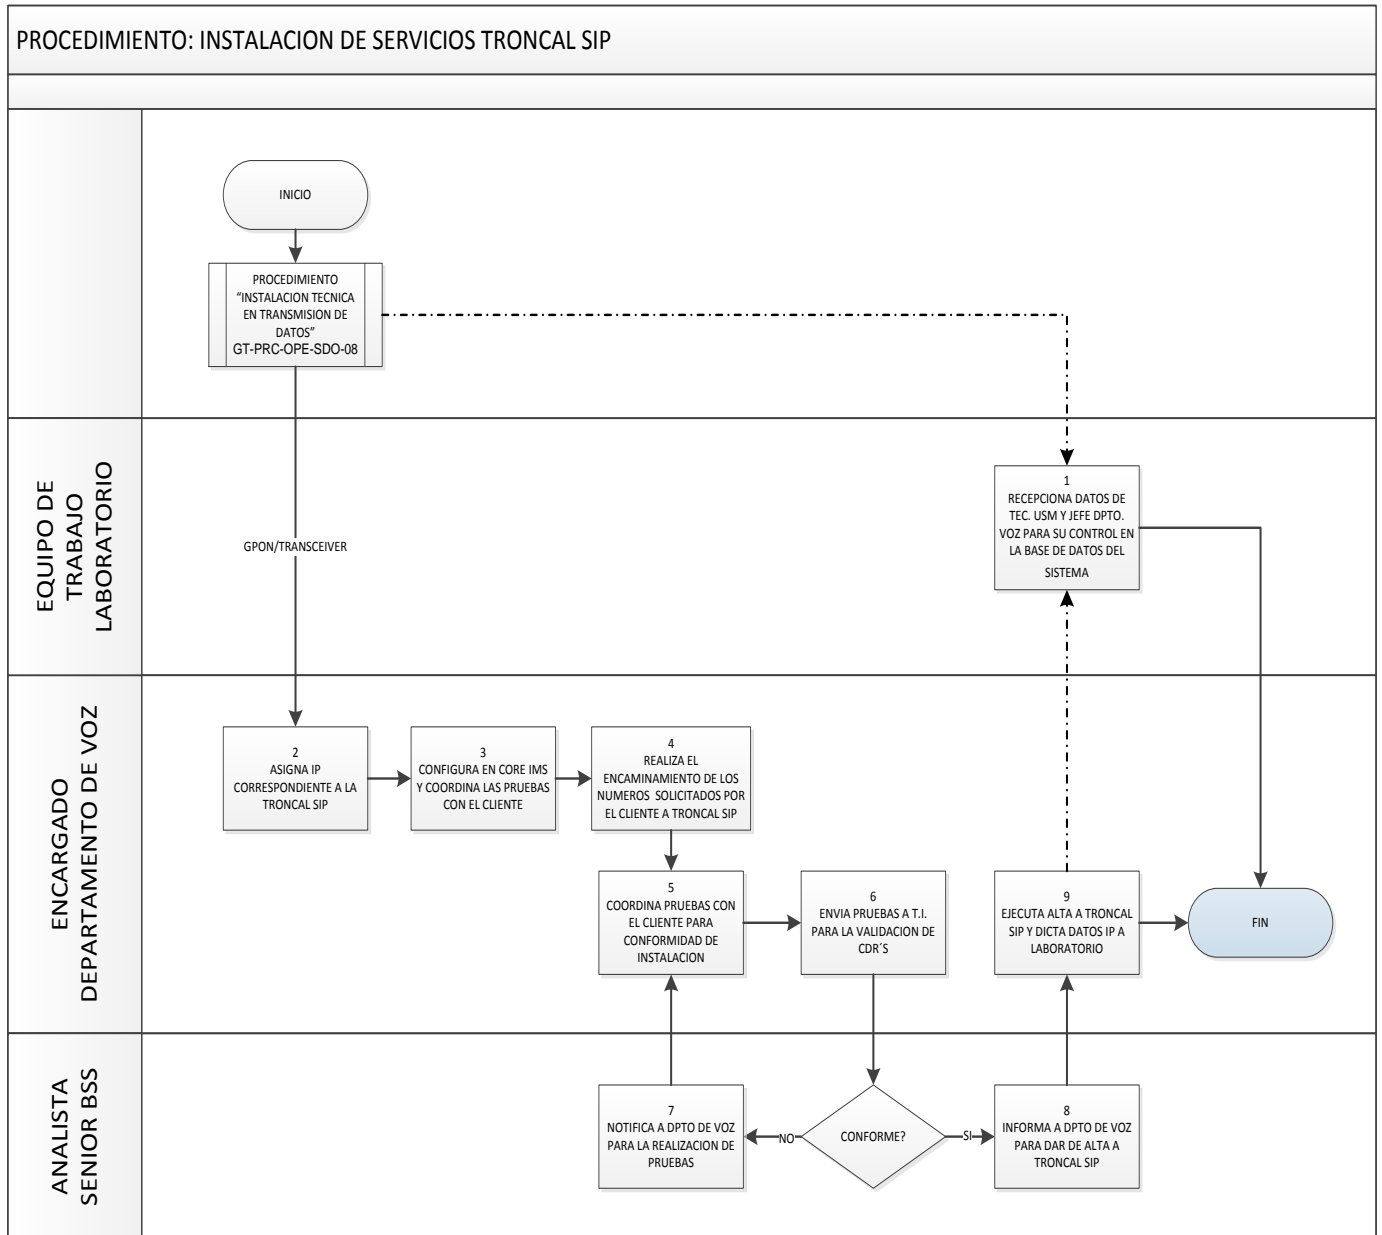 PROCEDIMIENTO: INSTALACION DE SERVICIOS TRONCAL SIP
INICIO
PROCEDIMIENTO
“INSTALACION TECNICA
EN TRANSMISION DE
DATOS”
GT-PRC-OPE-SDO-08
EQUIPO DE
TRABAJO
LABORATORIO
GPON/TRANSCEIVER
1
RECEPCIONA DATOS DE
TEC. USM Y JEFE DPTO.
VOZ PARA SU CONTROL EN
LA BASE DE DATOS DEL
SISTEMA
ENCARGADO
DEPARTAMENTO DE VOZ
2
ASIGNA IP
CORRESPONDIENTE A LA
TRONCAL SIP
3
CONFIGURA EN CORE IMS
Y COORDINA LAS PRUEBAS
CON EL CLIENTE
4
REALIZA EL
ENCAMINAMIENTO DE LOS
NUMEROS SOLICITADOS POR
EL CLIENTE A TRONCAL SIP
5
COORDINA PRUEBAS CON
EL CLIENTE PARA
CONFORMIDAD DE
INSTALACION
6
ENVIA PRUEBAS A T.I.
PARA LA VALIDACION DE
CDR´S
9
EJECUTA ALTA A TRONCAL
SIP Y DICTA DATOS IP A
LABORATORIO
FIN
ANALISTA
SENIOR BSS
7
NOTIFICA A DPTO DE VOZ
PARA LA REALIZACION DE
PRUEBAS
NO
CONFORME?
SI
8
INFORMA A DPTO DE VOZ
PARA DAR DE ALTA A
TRONCAL SIP